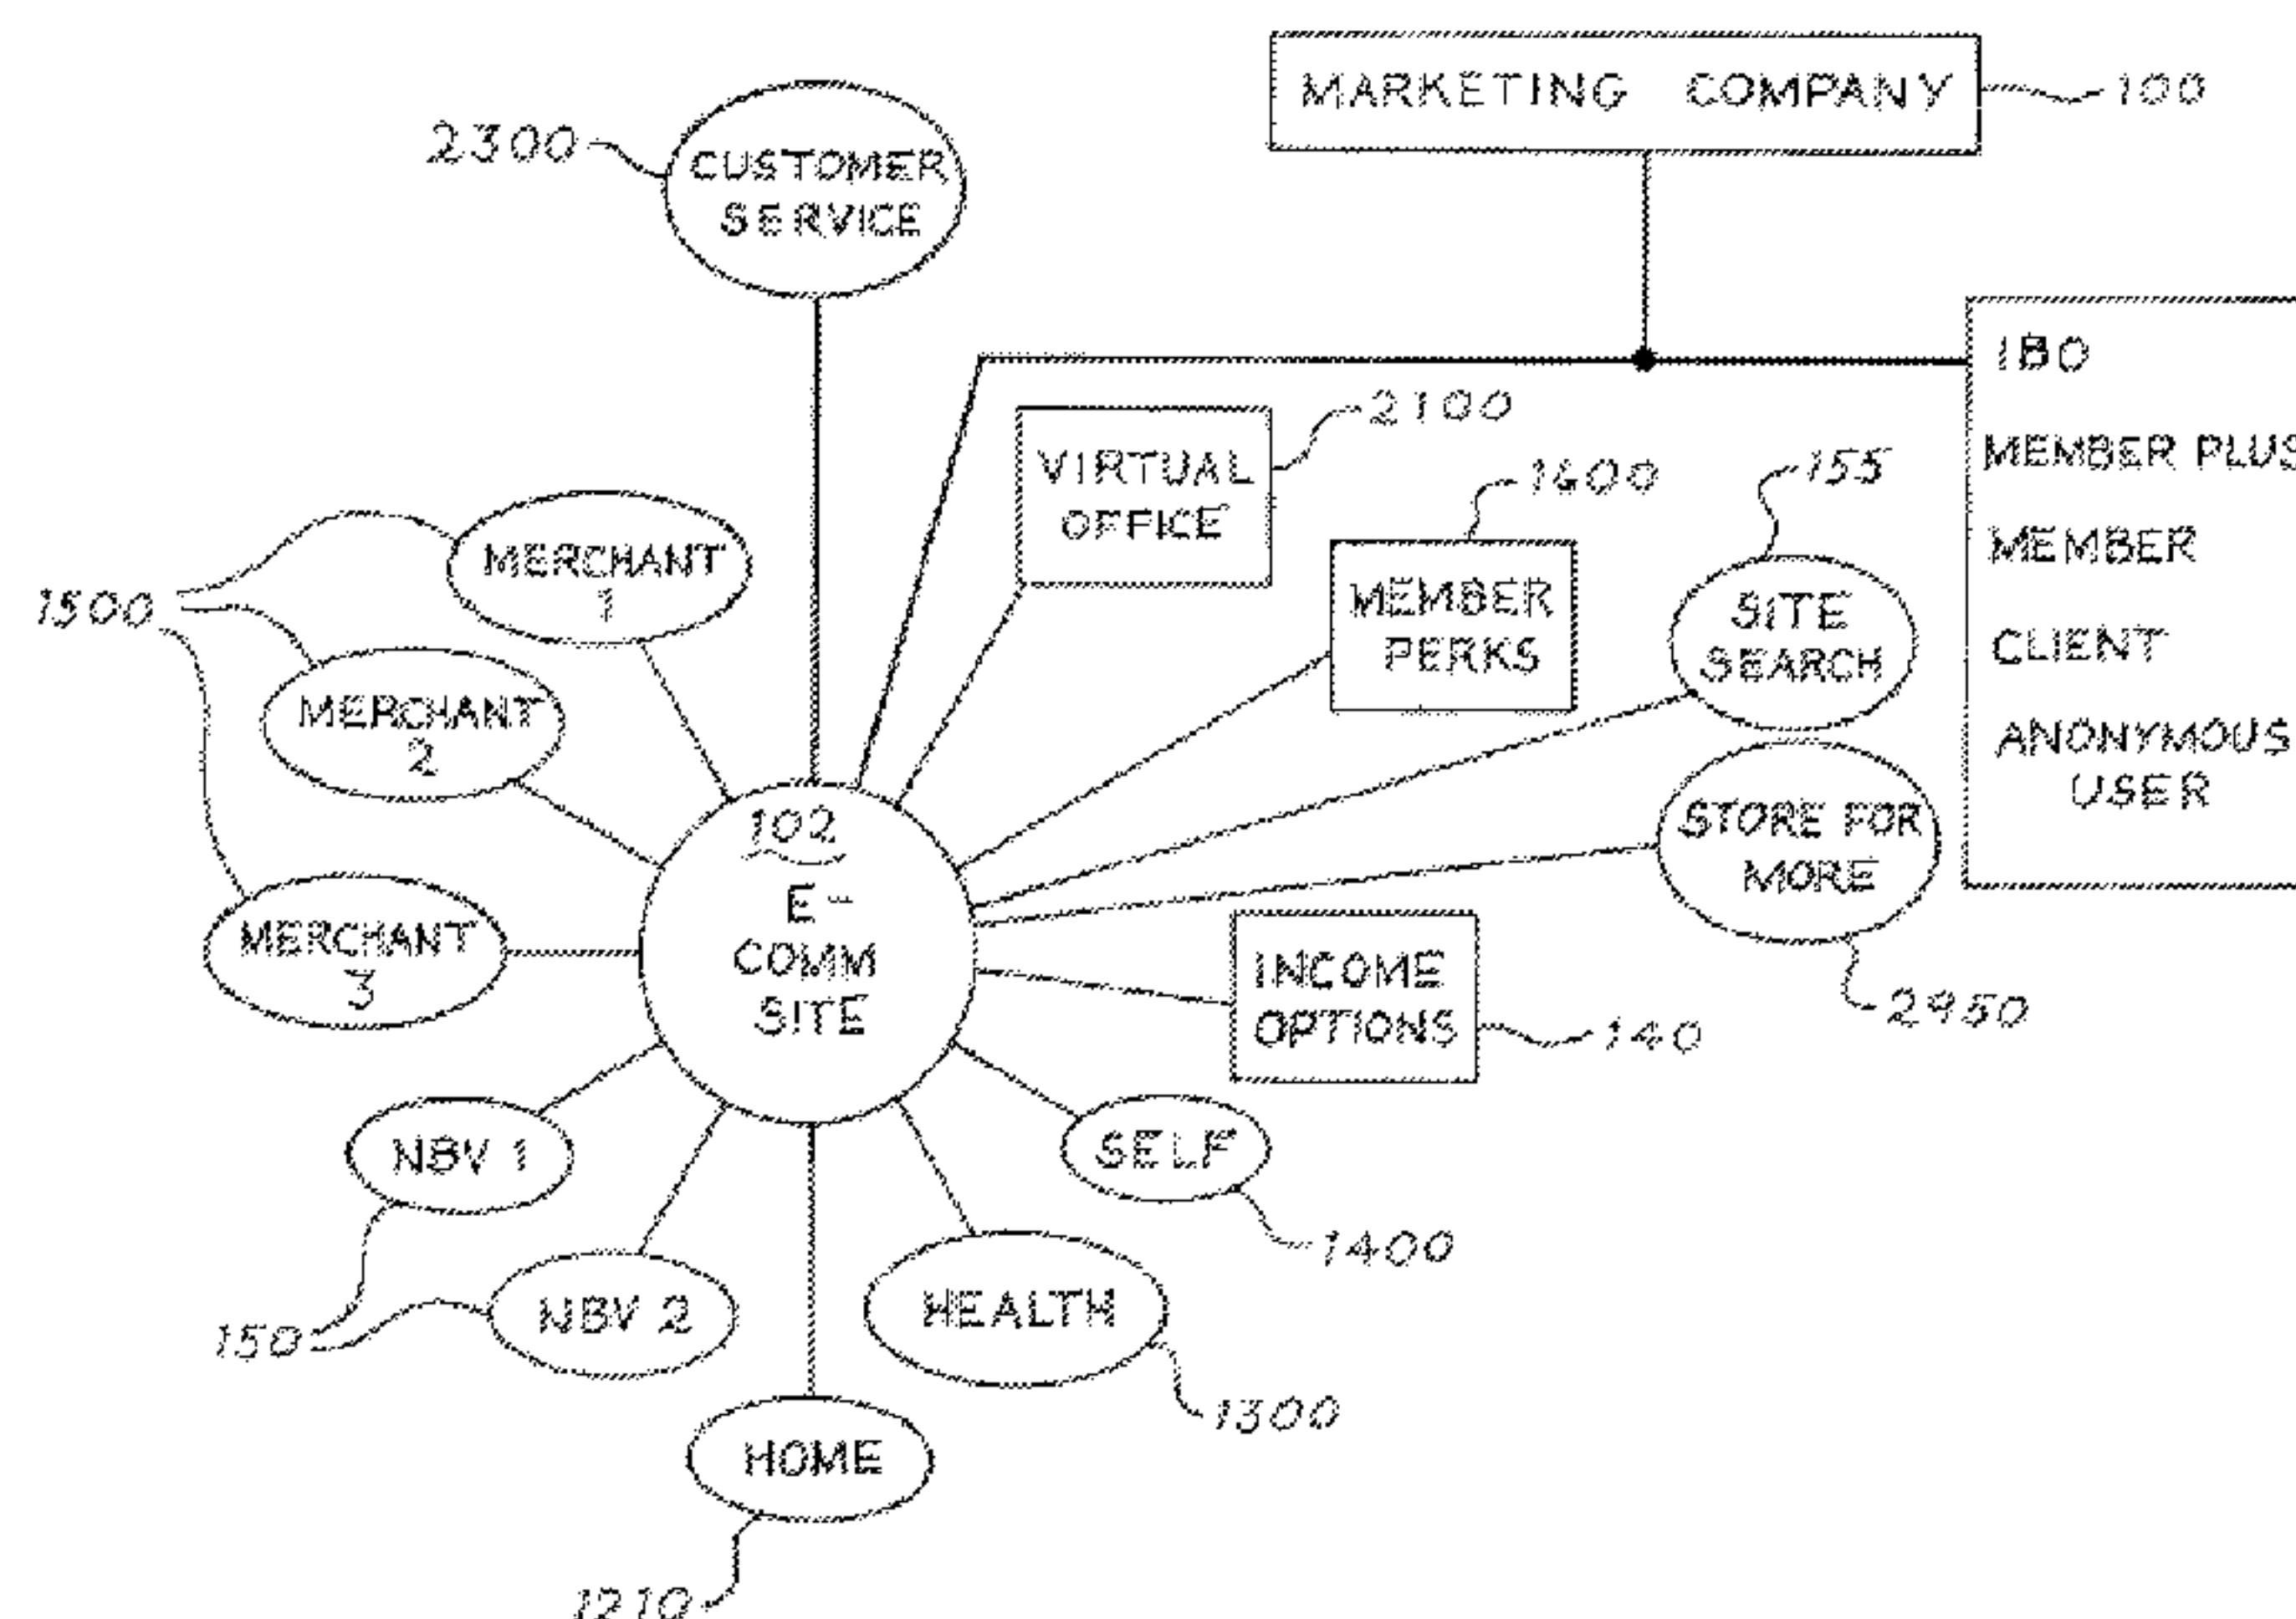 MARKETING COMPANY
100
2300
CUSTOMER
SERVICE
IBO
MEMBER PLUS
MEMBER
CLIENT
ANONYMOUS
USER
VIRTUAL
OFFICE
2100
MEMBER
PERKS
1600
155
SITE
SEARCH
STORE FOR
MORE
2950
1500
MERCHANT
1
MERCHANT
2
MERCHANT
3
102
E-
COMM
SITE
INCOME
OPTIONS
140
SELF
1400
NBV 1
NBV 2
150
HEALTH
1300
HOME
1210